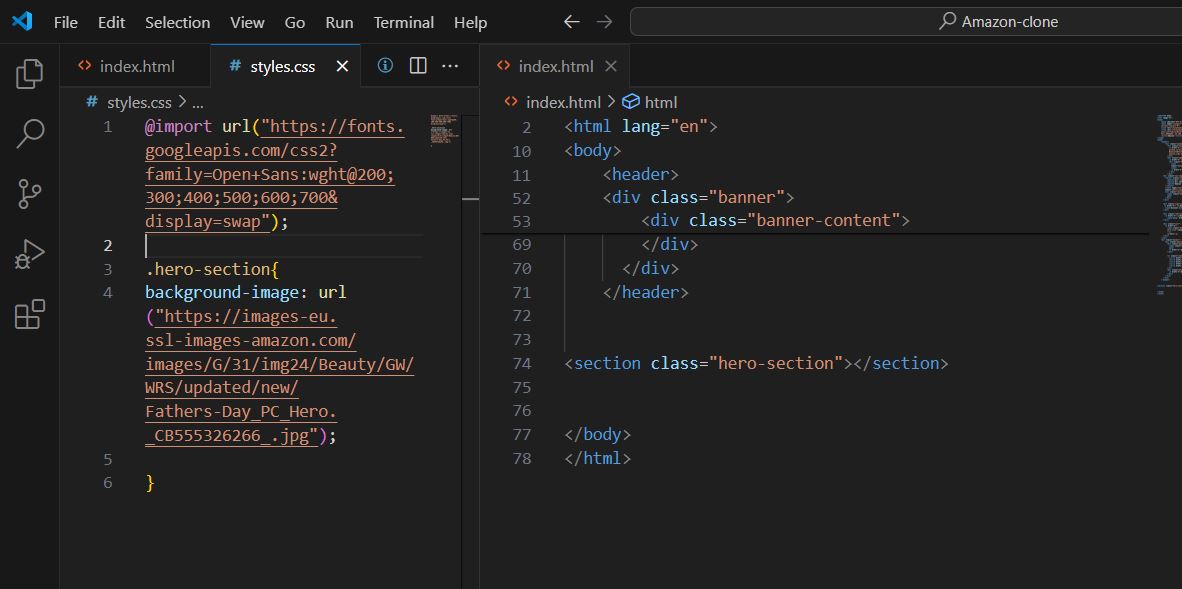 File Edit Selection View Go Run Terminal Help
Amazon-clone
index.html
# styles.css
index.html
# styles.css > ...
index.html > html
1 @import url("https://fonts.
googleapis.com/css2?
family=Open+Sans:wght@200;
300;400;500;600;700&
display=swap");
2
3 .hero-section{
4 background-image: url
("https://images-eu.
ssl-images-amazon.com/
images/G/31/img24/Beauty/GW/
WRS/updated/new/
Fathers-Day_PC_Hero.
_CB555326266_.jpg");
5
6 }
2 <html lang="en">
10 <body>
11 <header>
52 <div class="banner">
53 <div class="banner-content">
69 </div>
70 </div>
71 </header>
72
73
74 <section class="hero-section"></section>
75
76
77 </body>
78 </html>